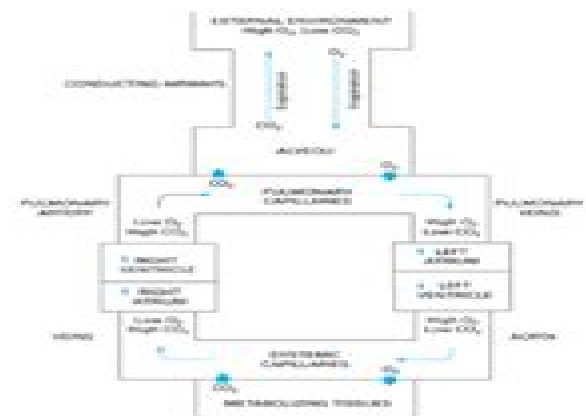 EXTERNAL ENVIRONMENT
High O₂, Low CO₂
O₂
CONDUCTING AIRWAYS
Expiration
Inspiration
CO₂
ALVEOLI
CO₂
O₂
PULMONARY
ARTERY
PULMONARY
CAPILLARIES
PULMONARY
VEINS
Low O₂
High CO₂
High O₂
Low CO₂
RIGHT
VENTRICLE
LEFT
ATRIUM
RIGHT
ATRIUM
LEFT
VENTRICLE
Low O₂
High CO₂
High O₂
Low CO₂
VEINS
AORTA
SYSTEMIC
CAPILLARIES
CO₂
O₂
METABOLIZING TISSUES